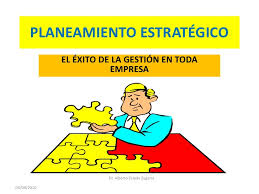 PLANEAMIENTO ESTRATÉGICO
EL ÉXITO DE LA GESTIÓN EN TODA
EMPRESA